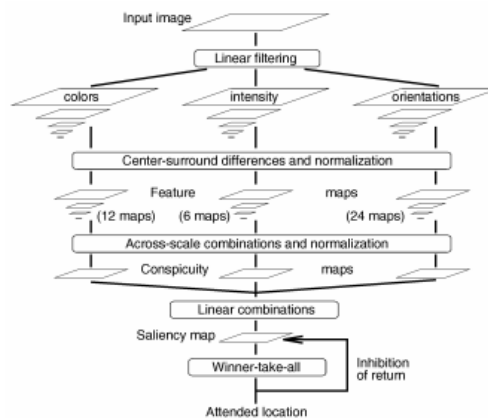 Input image
Linear filtering
colors intensity orientations
Center-surround differences and normalization
Feature maps
(12 maps) (6 maps) (24 maps)
Across-scale combinations and normalization
Conspicuity maps
Linear combinations
Saliency map
Winner-take-all
Inhibition
of return
Attended location